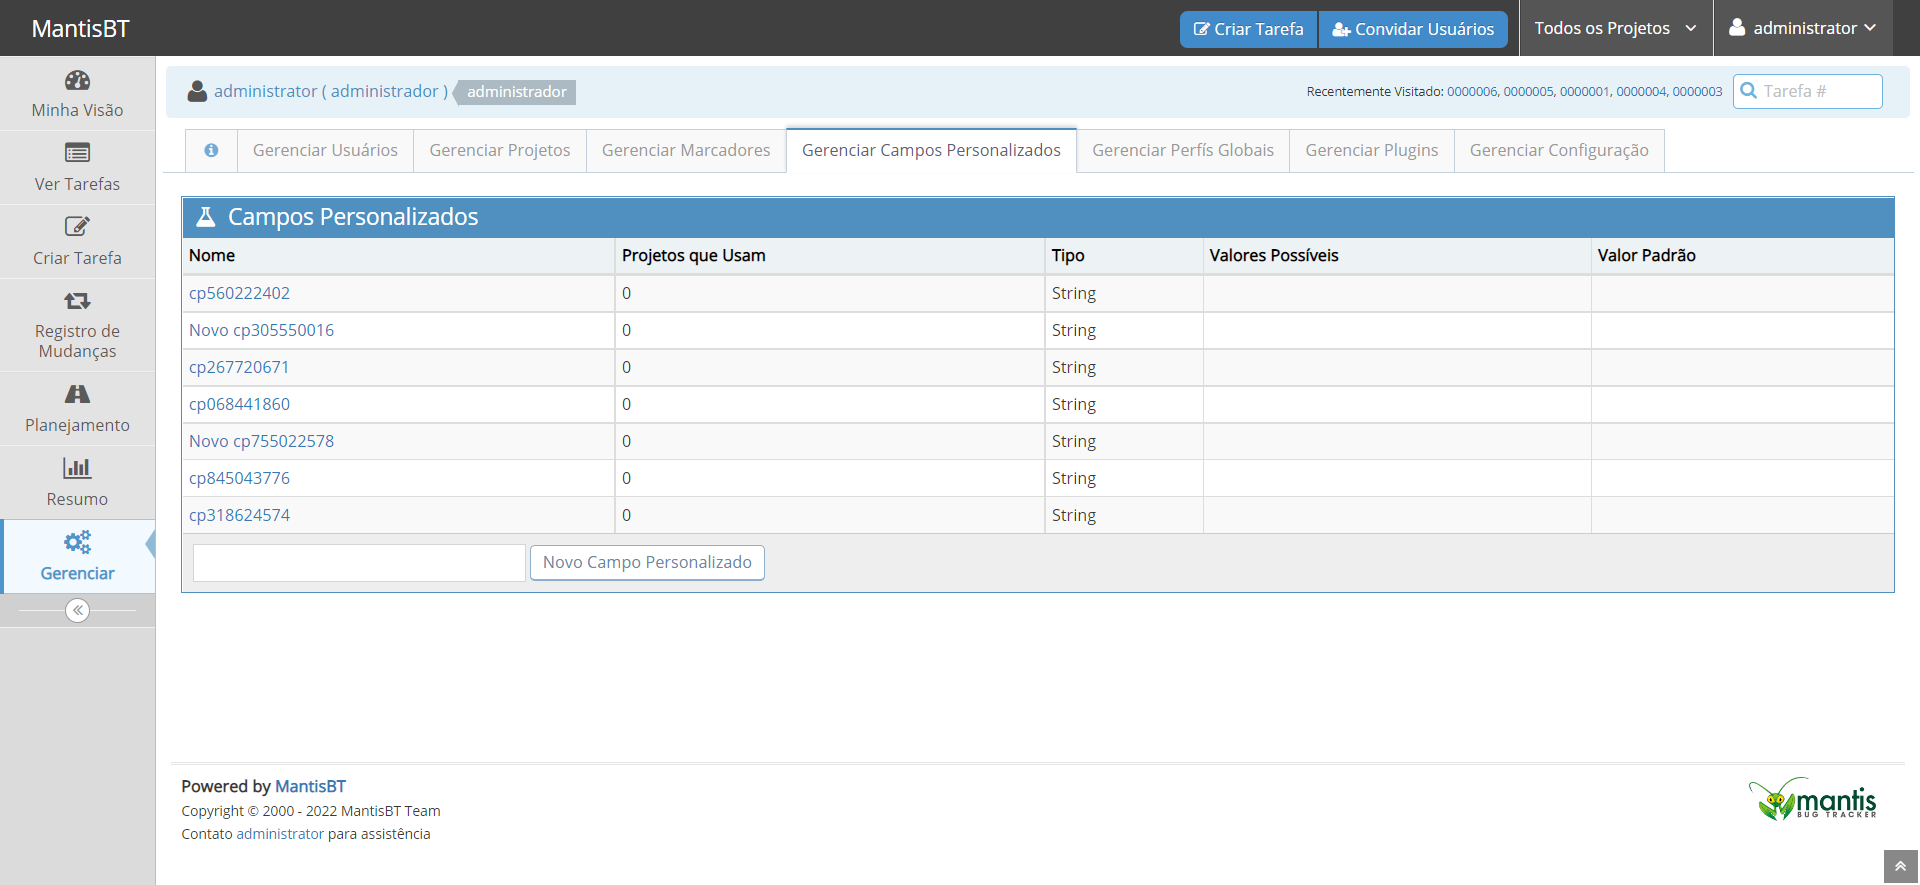 MantisBT
Criar Tarefa
Convidar Usuários
Todos os Projetos
administrator
Minha Visão
Ver Tarefas
Criar Tarefa
Registro de
Mudanças
Planejamento
Resumo
Gerenciar
administrator ( administrador )
administrador
Recentemente Visitado: 0000006, 0000005, 0000001, 0000004, 0000003
Tarefa #
Gerenciar Usuários
Gerenciar Projetos
Gerenciar Marcadores
Gerenciar Campos Personalizados
Gerenciar Perfís Globais
Gerenciar Plugins
Gerenciar Configuração
Campos Personalizados
Nome Projetos que Usam Tipo Valores Possíveis Valor Padrão
cp560222402 0 String
Novo cp305550016 0 String
cp267720671 0 String
cp068441860 0 String
Novo cp755022578 0 String
cp845043776 0 String
cp318624574 0 String
Novo Campo Personalizado
Powered by MantisBT
Copyright © 2000 - 2022 MantisBT Team
Contato administrator para assistência
mantis
BUG TRACKER